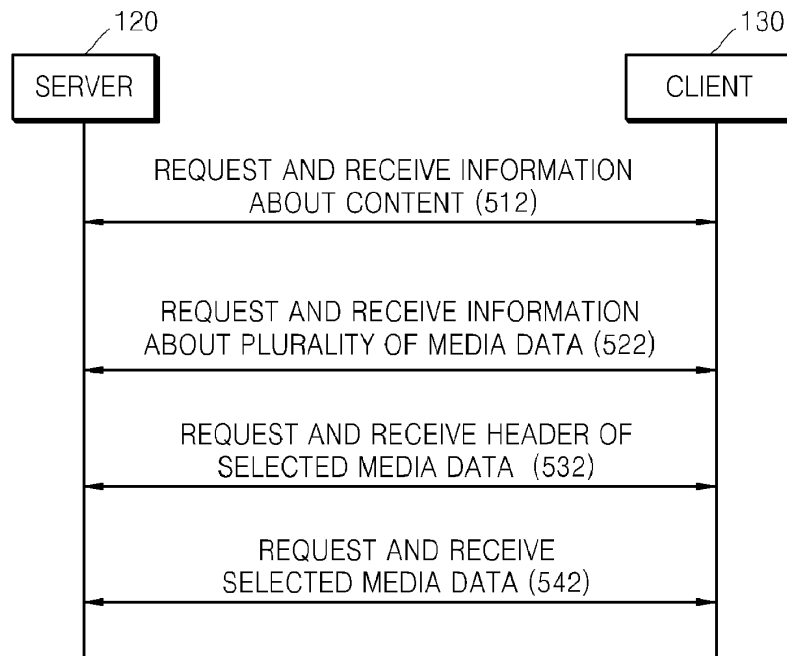 120
130
SERVER
CLIENT
REQUEST AND RECEIVE INFORMATION
ABOUT CONTENT (512)
REQUEST AND RECEIVE INFORMATION
ABOUT PLURALITY OF MEDIA DATA (522)
REQUEST AND RECEIVE HEADER OF
SELECTED MEDIA DATA (532)
REQUEST AND RECEIVE
SELECTED MEDIA DATA (542)